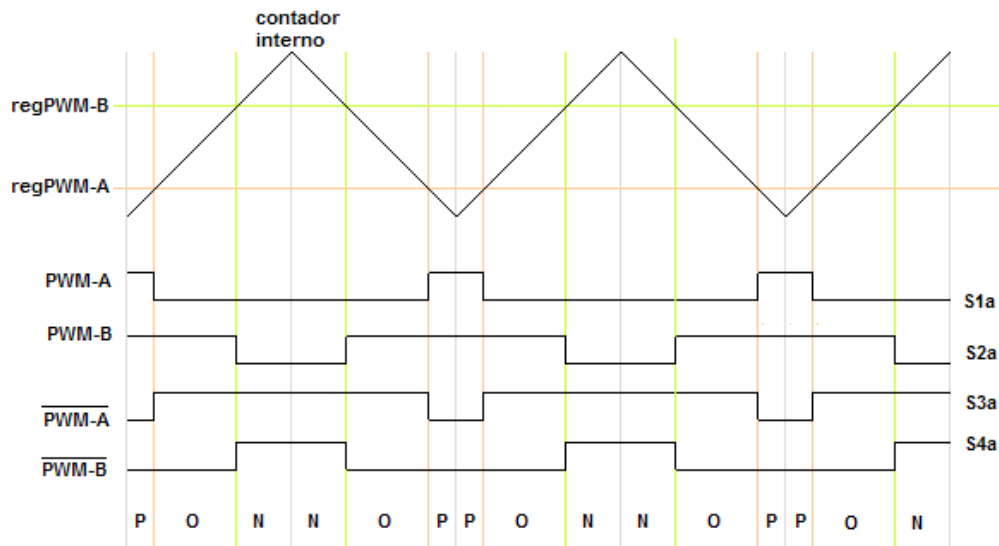 contador
interno
regPWM-B
regPWM-A
PWM-A
S1a
PWM-B
S2a
PWM-A
S3a
PWM-B
S4a
P O N N O P P O N N O P P O N